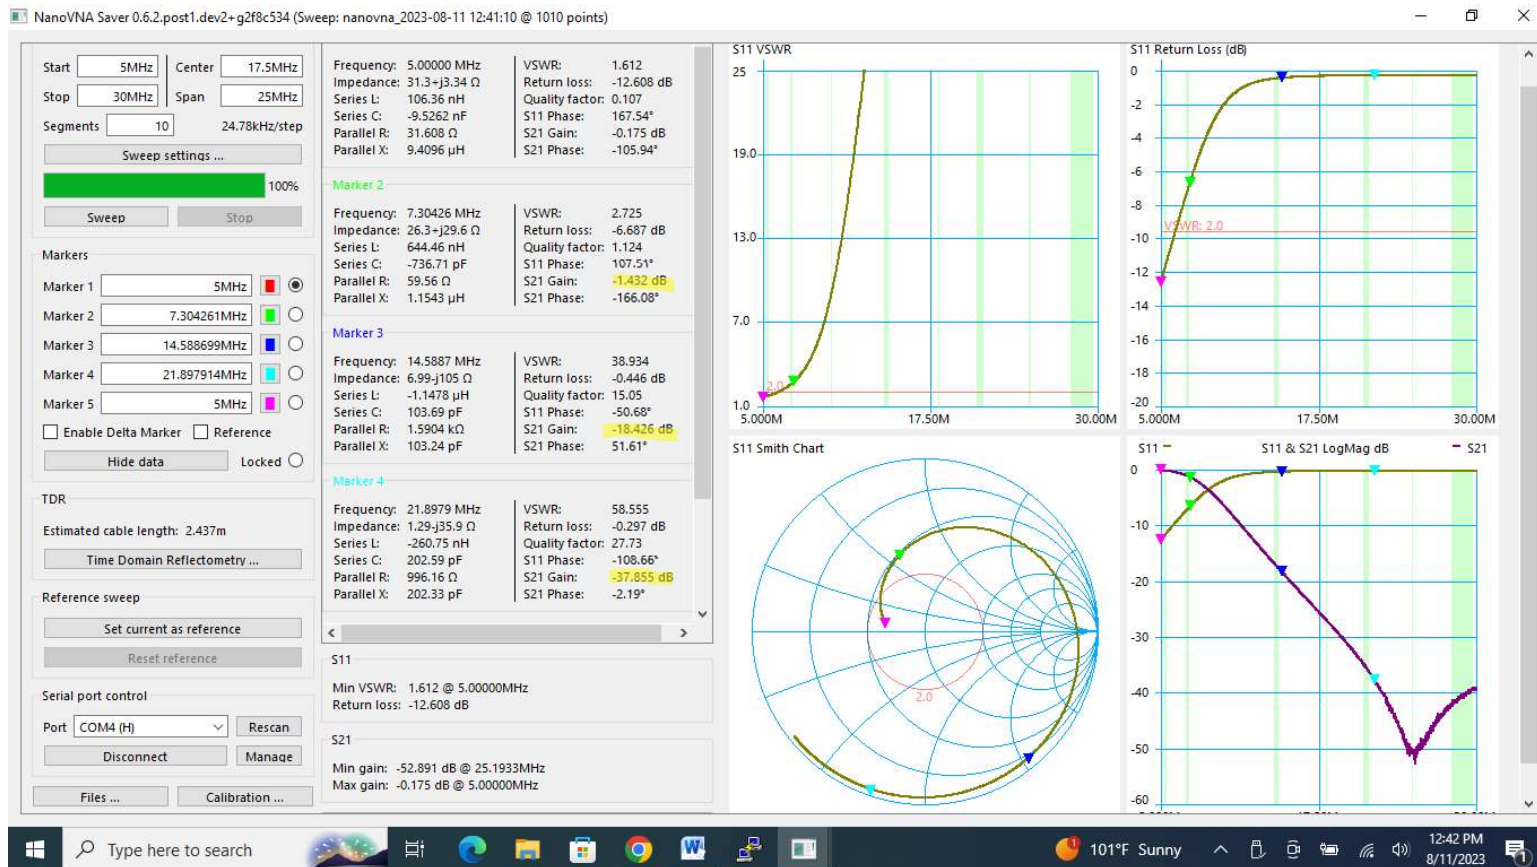 NanoVNA Saver 0.6.2.post1.dev2+g2f8c534 (Sweep: nanovna_2023-08-11 12:41:10 @ 1010 points)
Start 5MHz Center 17.5MHz
Stop 30MHz Span 25MHz
Segments 10 24.78kHz/step
Sweep settings ...
100%
Sweep Stop
Markers
Marker 1 5MHz
Marker 2 7.304261MHz
Marker 3 14.588699MHz
Marker 4 21.897914MHz
Marker 5 5MHz
Enable Delta Marker Reference
Hide data Locked
TDR
Estimated cable length: 2.437m
Time Domain Reflectometry ...
Reference sweep
Set current as reference
Reset reference
Serial port control
Port COM4 (H) Rescan
Disconnect Manage
Files ... Calibration ...
Frequency: 5.00000 MHz VSWR: 1.612
Impedance: 31.3+j3.34 Ω Return loss: -12.608 dB
Series L: 106.36 nH Quality factor: 0.107
Series C: -9.5262 nF S11 Phase: 167.54°
Parallel R: 31.608 Ω S21 Gain: -0.175 dB
Parallel X: 9.4096 μH S21 Phase: -105.94°
Marker 2
Frequency: 7.30426 MHz VSWR: 2.725
Impedance: 26.3+j29.6 Ω Return loss: -6.687 dB
Series L: 644.46 nH Quality factor: 1.124
Series C: -736.71 pF S11 Phase: 107.51°
Parallel R: 59.56 Ω S21 Gain: -1.432 dB
Parallel X: 1.1543 μH S21 Phase: -166.08°
Marker 3
Frequency: 14.5887 MHz VSWR: 38.934
Impedance: 6.99-j105 Ω Return loss: -0.446 dB
Series L: -1.1478 μH Quality factor: 15.05
Series C: 103.69 pF S11 Phase: -50.68°
Parallel R: 1.5904 kΩ S21 Gain: -18.426 dB
Parallel X: 103.24 pF S21 Phase: 51.61°
Marker 4
Frequency: 21.8979 MHz VSWR: 58.555
Impedance: 1.29-j35.9 Ω Return loss: -0.297 dB
Series L: -260.75 nH Quality factor: 27.73
Series C: 202.59 pF S11 Phase: -108.66°
Parallel R: 996.16 Ω S21 Gain: -37.855 dB
Parallel X: 202.33 pF S21 Phase: -2.19°
S11
Min VSWR: 1.612 @ 5.00000MHz
Return loss: -12.608 dB
S21
Min gain: -52.891 dB @ 25.1933MHz
Max gain: -0.175 dB @ 5.00000MHz
S11 VSWR
25
19.0
13.0
7.0
2.0
1.0
5.000M 17.50M 30.00M
S11 Return Loss (dB)
0
-2
-4
-6
-8
VSWR: 2.0
-10
-12
-14
-16
-18
-20
5.000M 17.50M 30.00M
S11 Smith Chart
2.0
S11 S11 & S21 LogMag dB S21
0
-10
-20
-30
-40
-50
-60
Type here to search
1
101°F Sunny
12:42 PM
8/11/2023